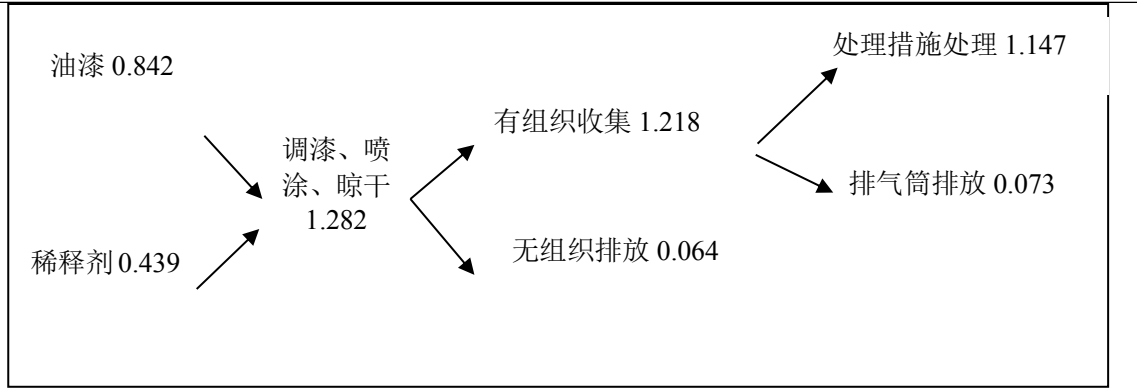 油漆 0.842
稀释剂 0.439
调漆、喷
涂、晾干
1.282
有组织收集 1.218
无组织排放 0.064
处理措施处理 1.147
排气筒排放 0.073